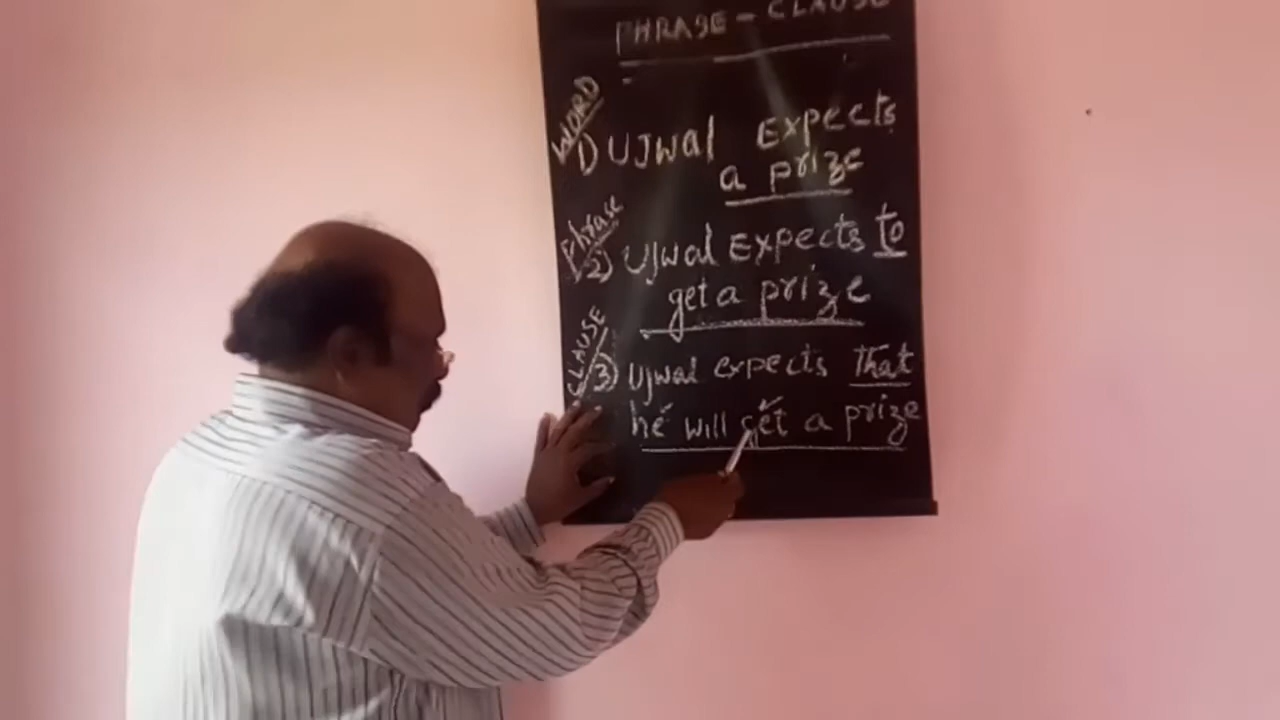 PHRASE - CLAUSE
WORD
1) Ujwal Expects
a prize
Phrase
2) Ujwal Expects to
get a prize
CLAUSE
3) Ujwal expects that
he will get a prize